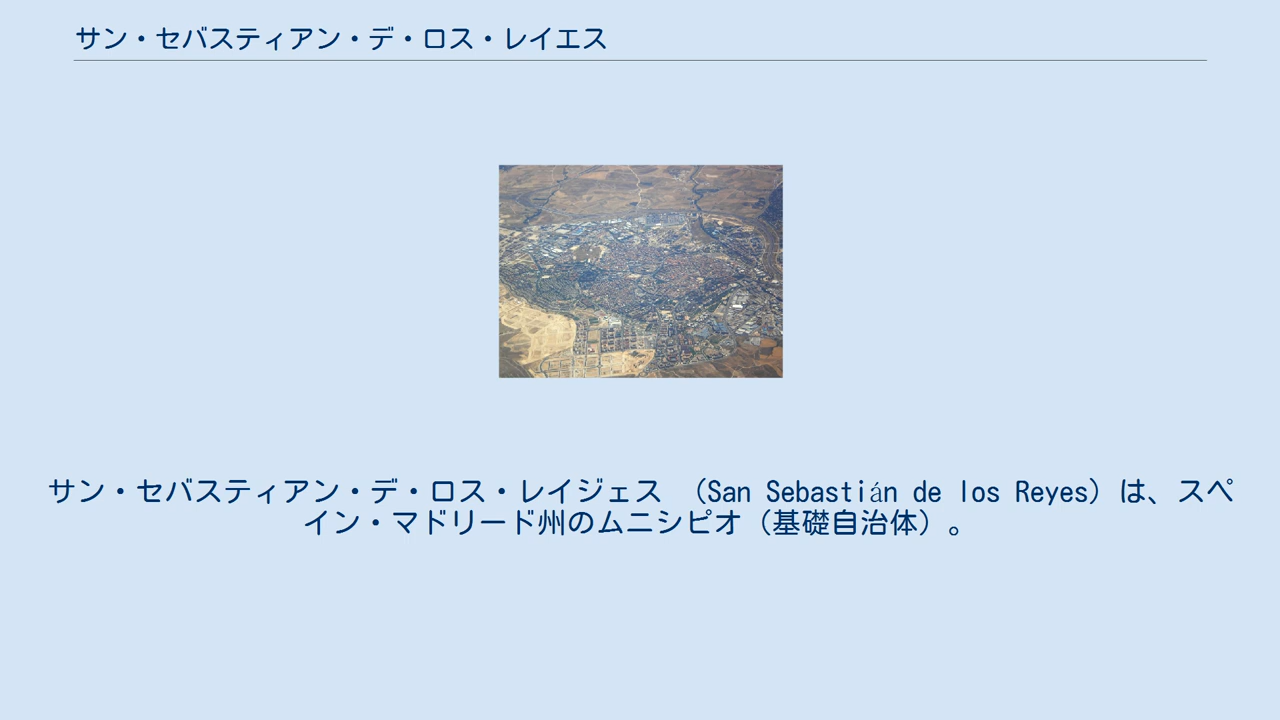 サン・セバスティアン・デ・ロス・レイエス
サン・セバスティアン・デ・ロス・レイジェス （San Sebastián de los Reyes）は、スペ
イン・マドリード州のムニシピオ（基礎自治体）。